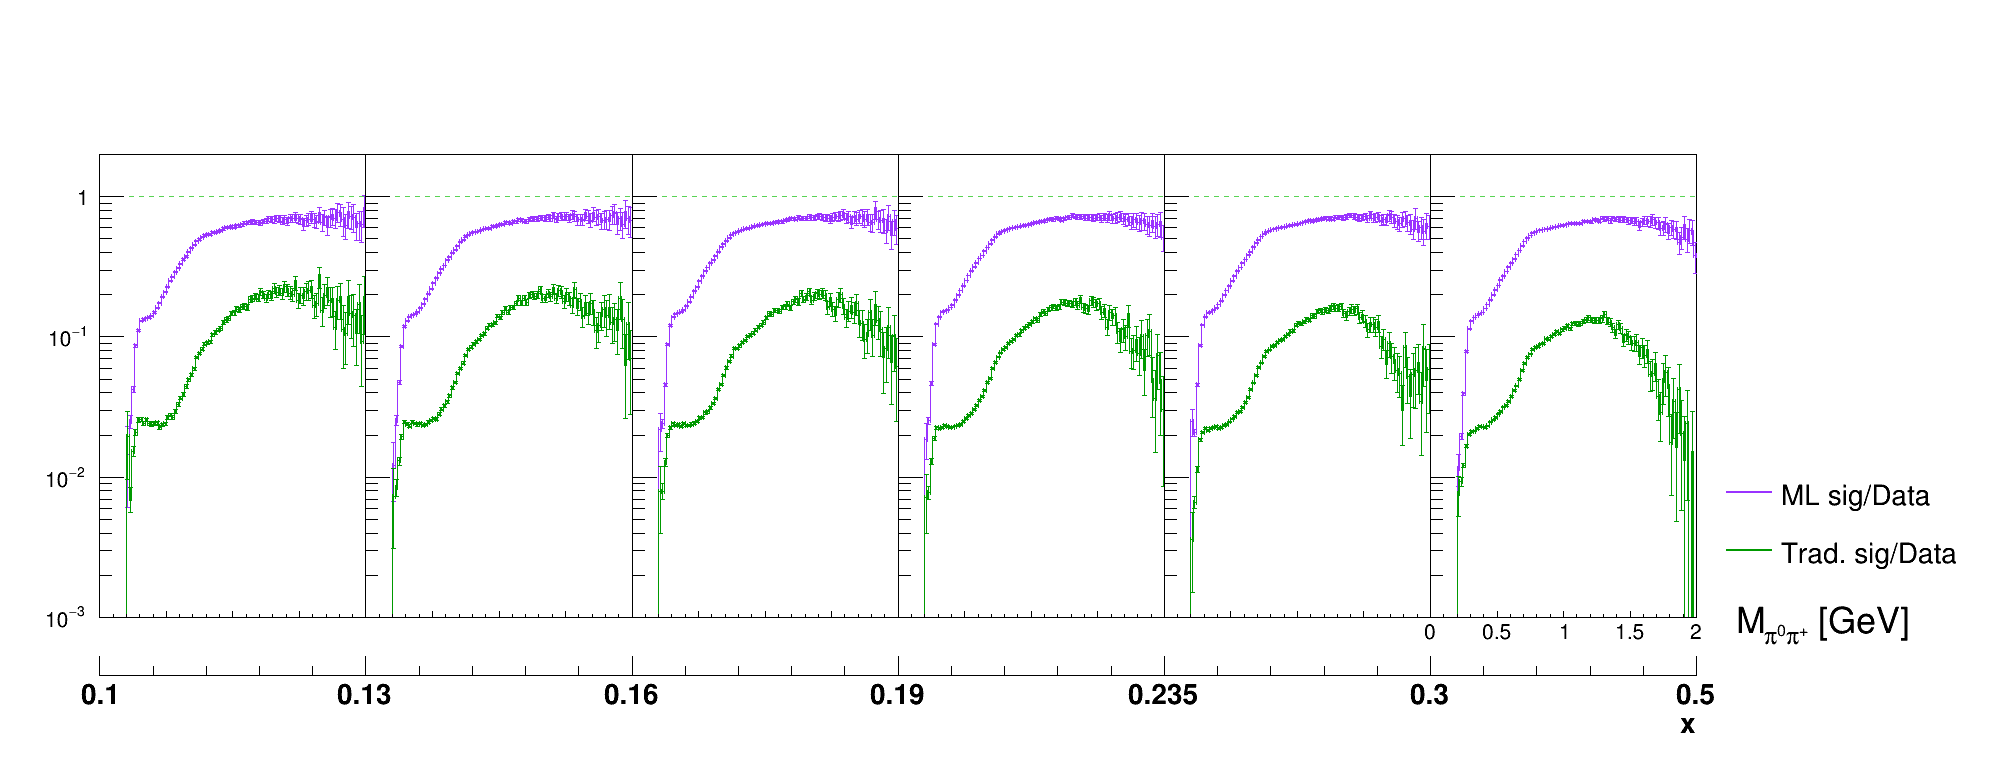 1
10⁻¹
10⁻²
10⁻³
ML sig/Data
Trad. sig/Data
0 0.5 1 1.5 2
M_π⁰π⁺ [GeV]
0.1 0.13 0.16 0.19 0.235 0.3 0.5
x